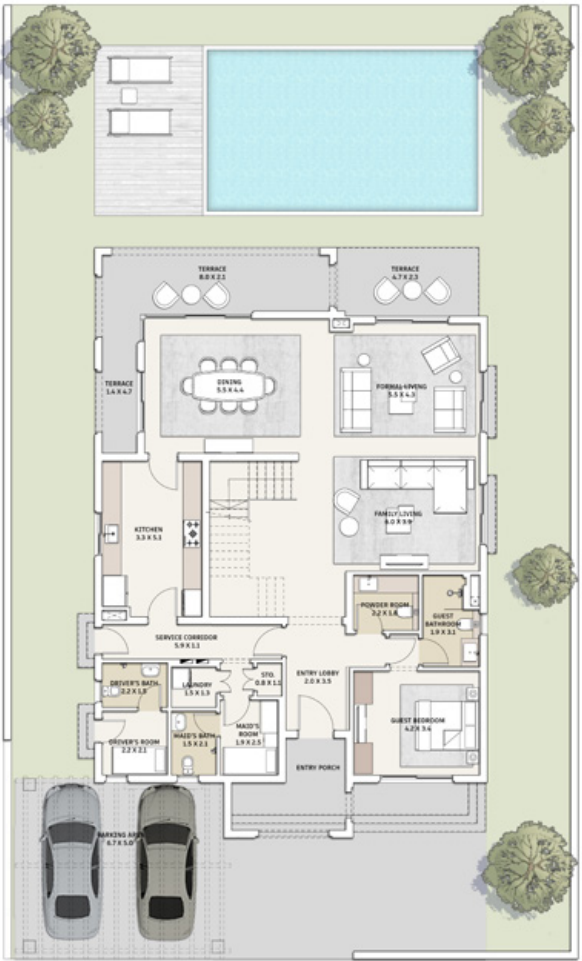 TERRACE
8.0 X 2.1
TERRACE
4.7 X 2.3
TERRACE
1.4 X 4.7
DINING
5.5 X 4.4
FORMAL LIVING
5.5 X 4.3
KITCHEN
3.3 X 5.1
FAMILY LIVING
6.0 X 3.9
POWDER ROOM
2.2 X 1.8
GUEST
BATHROOM
1.9 X 3.1
SERVICE CORRIDOR
5.9 X 1.1
DRIVER'S BATH
2.2 X 1.5
LAUNDRY
1.5 X 1.3
STO.
0.8 X 1.1
ENTRY LOBBY
2.0 X 3.5
DRIVER'S ROOM
2.2 X 2.1
MAID'S BATH
1.5 X 2.1
MAID'S
ROOM
1.9 X 2.5
GUEST BEDROOM
4.2 X 3.4
ENTRY PORCH
PARKING AREA
6.7 X 5.0